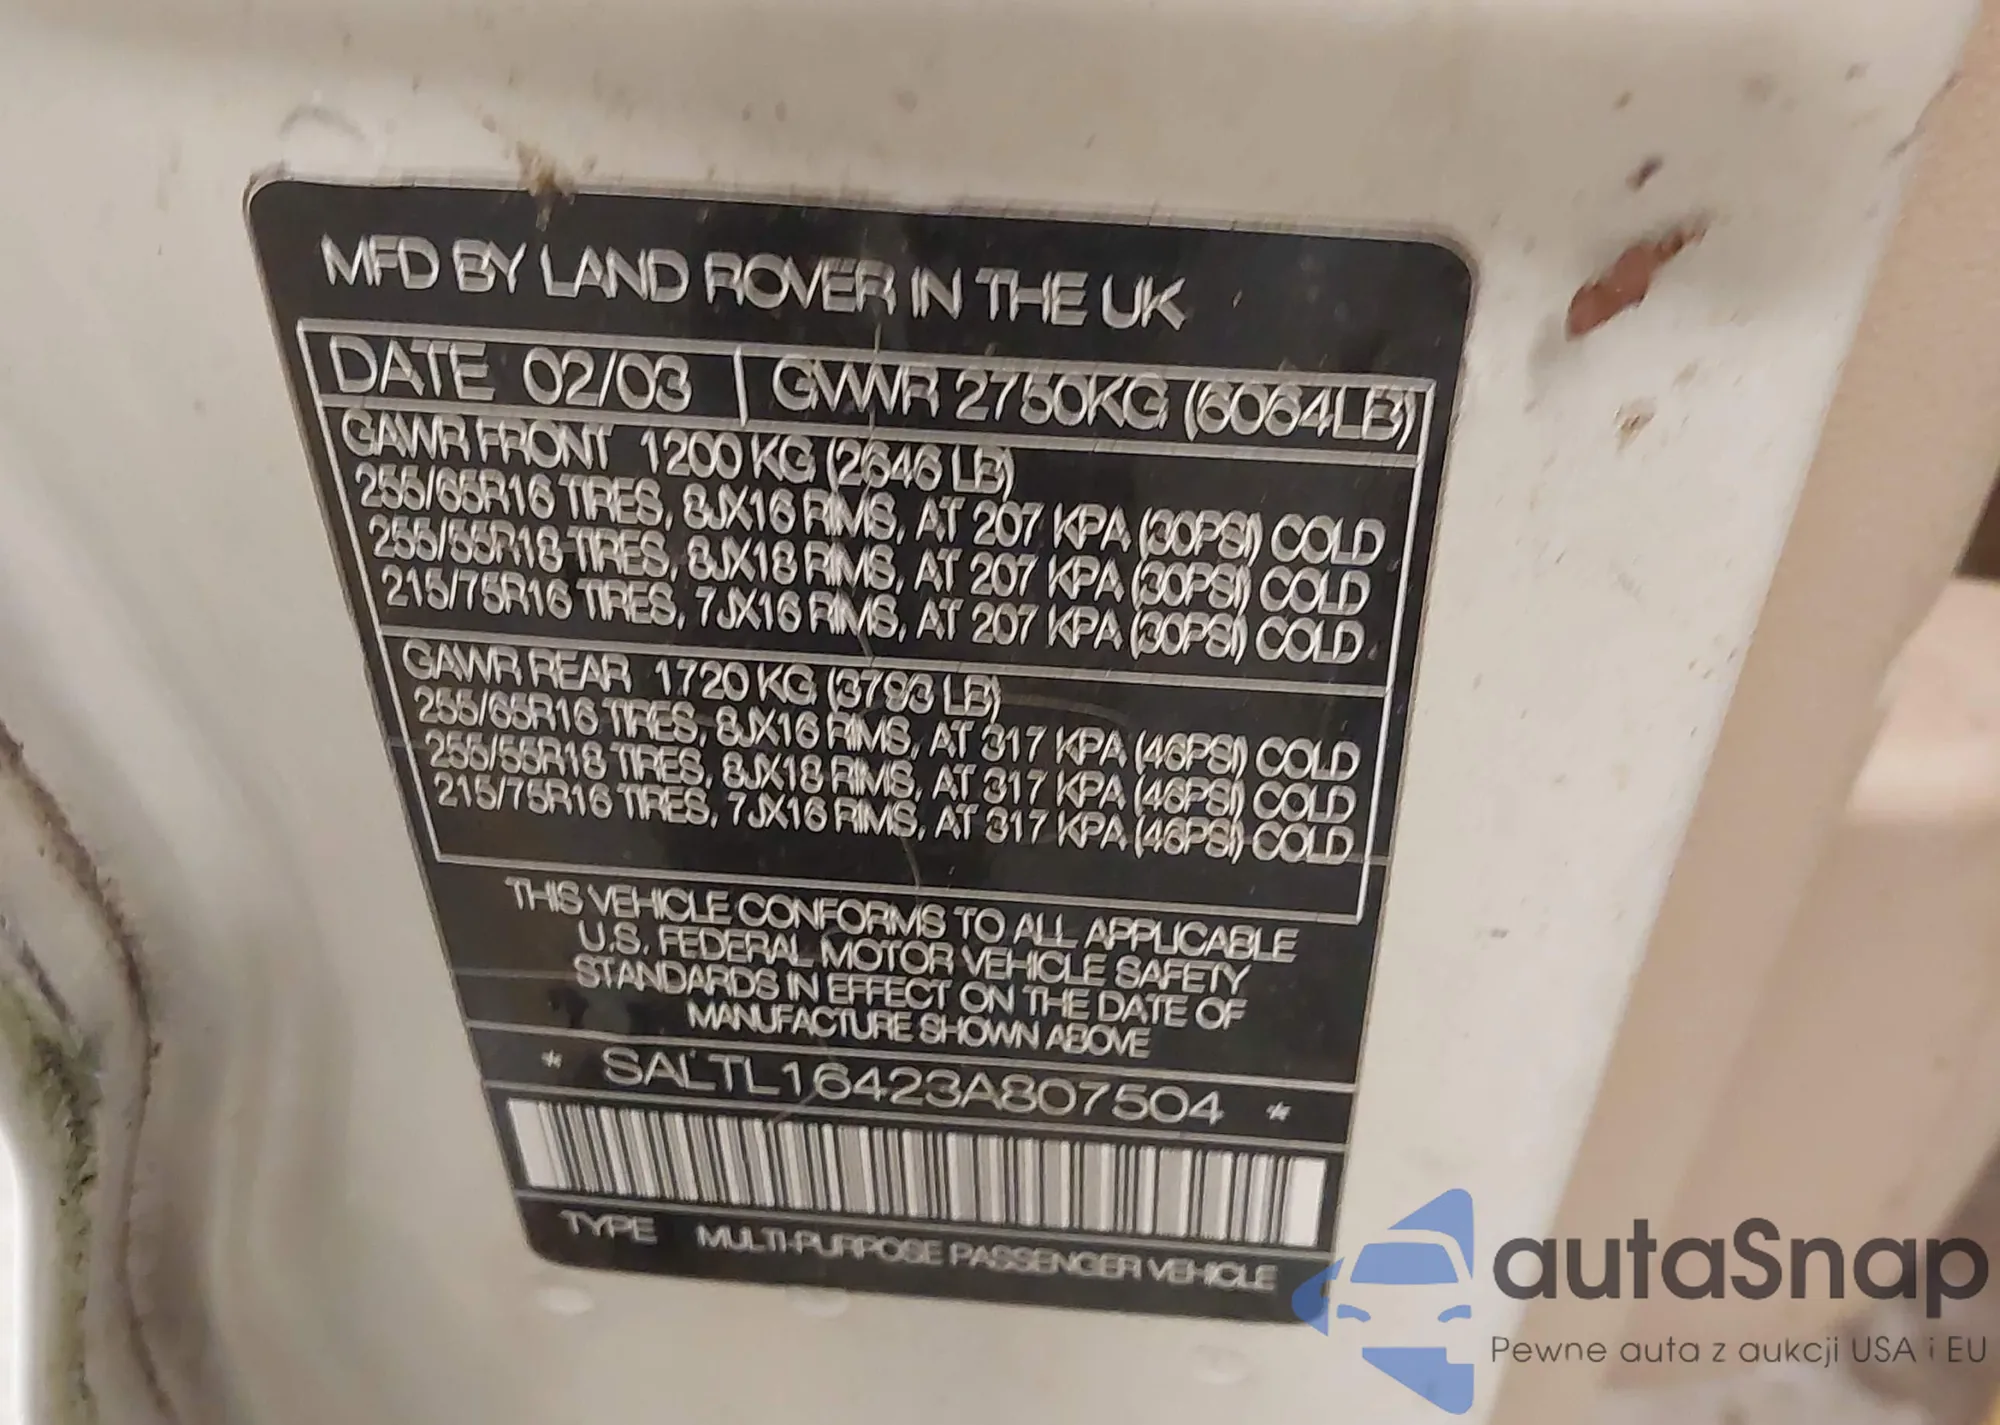 MFD BY LAND ROVER IN THE UK
DATE 02/03 | GVWR 2750KG (6064LB)
GAWR FRONT 1200 KG (2646 LB)
255/65R16 TIRES, 8JX16 RIMS, AT 207 KPA (30PSI) COLD
255/55R18 TIRES, 8JX18 RIMS, AT 207 KPA (30PSI) COLD
215/75R16 TIRES, 7JX16 RIMS, AT 207 KPA (30PSI) COLD
GAWR REAR 1720 KG (3793 LB)
255/65R16 TIRES, 8JX16 RIMS, AT 317 KPA (46PSI) COLD
255/55R18 TIRES, 8JX18 RIMS, AT 317 KPA (46PSI) COLD
215/75R16 TIRES, 7JX16 RIMS, AT 317 KPA (46PSI) COLD
THIS VEHICLE CONFORMS TO ALL APPLICABLE
U.S. FEDERAL MOTOR VEHICLE SAFETY
STANDARDS IN EFFECT ON THE DATE OF
MANUFACTURE SHOWN ABOVE
* SALTL16423A807504 *
TYPE MULTI-PURPOSE PASSENGER VEHICLE
autaSnap
Pewne auta z aukcji USA i EU